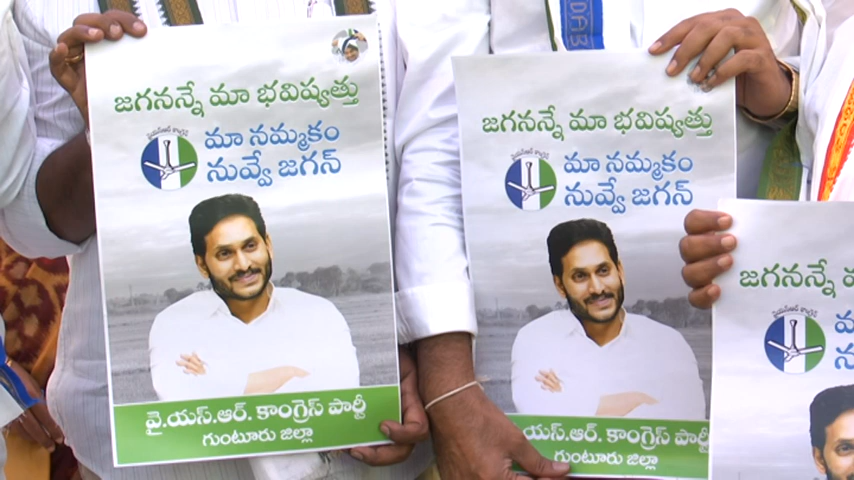 జగనన్నే మా భవిష్యత్తు
మా నమ్మకం
నువ్వే జగన్
వై.యస్.ఆర్. కాంగ్రెస్ పార్టీ
గుంటూరు జిల్లా
జగనన్నే మా భవిష్యత్తు
మా నమ్మకం
నువ్వే జగన్
యస్.ఆర్. కాంగ్రెస్ పార్టీ
గుంటూరు జిల్లా
జగనన్నే మా